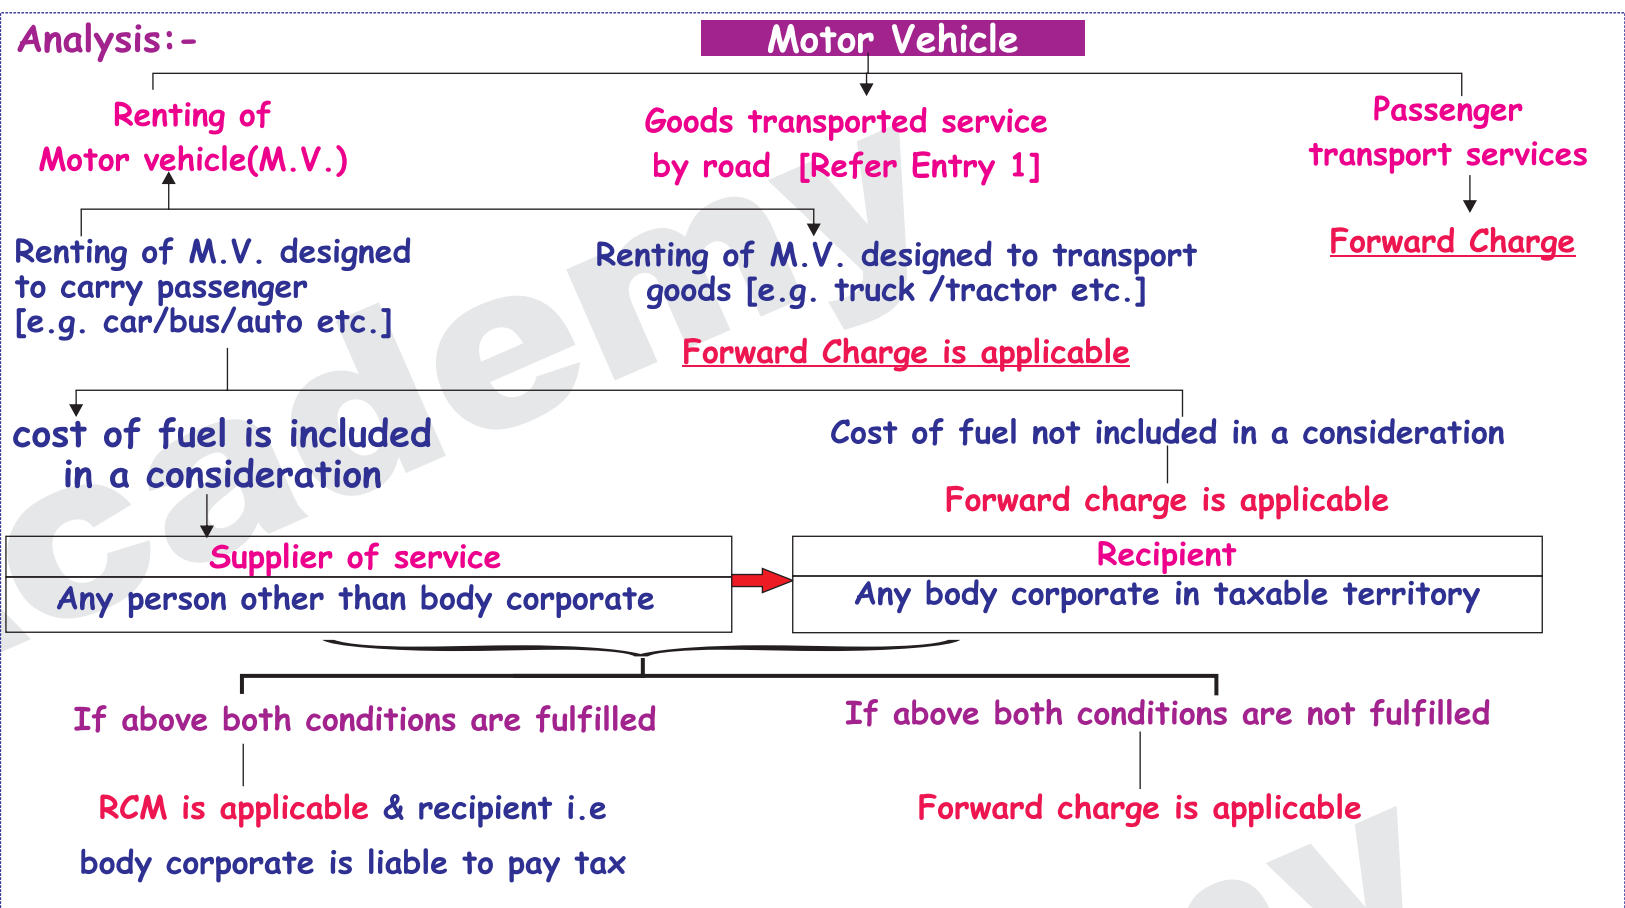 Analysis:-
Motor Vehicle
Renting of
Motor vehicle(M.V.)
Goods transported service
by road [Refer Entry 1]
Passenger
transport services
Forward Charge
Renting of M.V. designed
to carry passenger
[e.g. car/bus/auto etc.]
Renting of M.V. designed to transport
goods [e.g. truck /tractor etc.]
Forward Charge is applicable
cost of fuel is included
in a consideration
Cost of fuel not included in a consideration
Forward charge is applicable
Supplier of service
Any person other than body corporate
Recipient
Any body corporate in taxable territory
If above both conditions are fulfilled
If above both conditions are not fulfilled
RCM is applicable & recipient i.e
body corporate is liable to pay tax
Forward charge is applicable
cademy
my